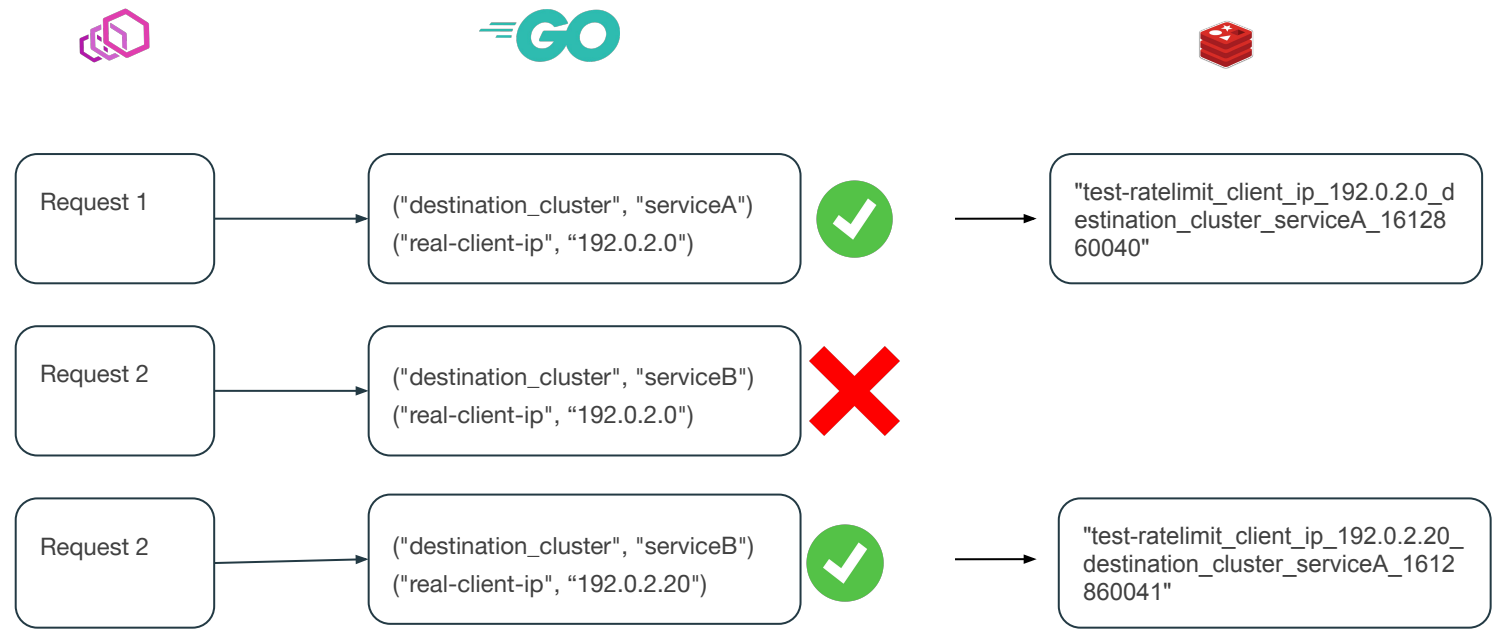 GO
Request 1
("destination_cluster", "serviceA")
("real-client-ip", “192.0.2.0")
"test-ratelimit_client_ip_192.0.2.0_d
estination_cluster_serviceA_16128
60040"
Request 2
("destination_cluster", "serviceB")
("real-client-ip", “192.0.2.0")
Request 2
("destination_cluster", "serviceB")
("real-client-ip", “192.0.2.20")
"test-ratelimit_client_ip_192.0.2.20_
destination_cluster_serviceA_1612
860041"